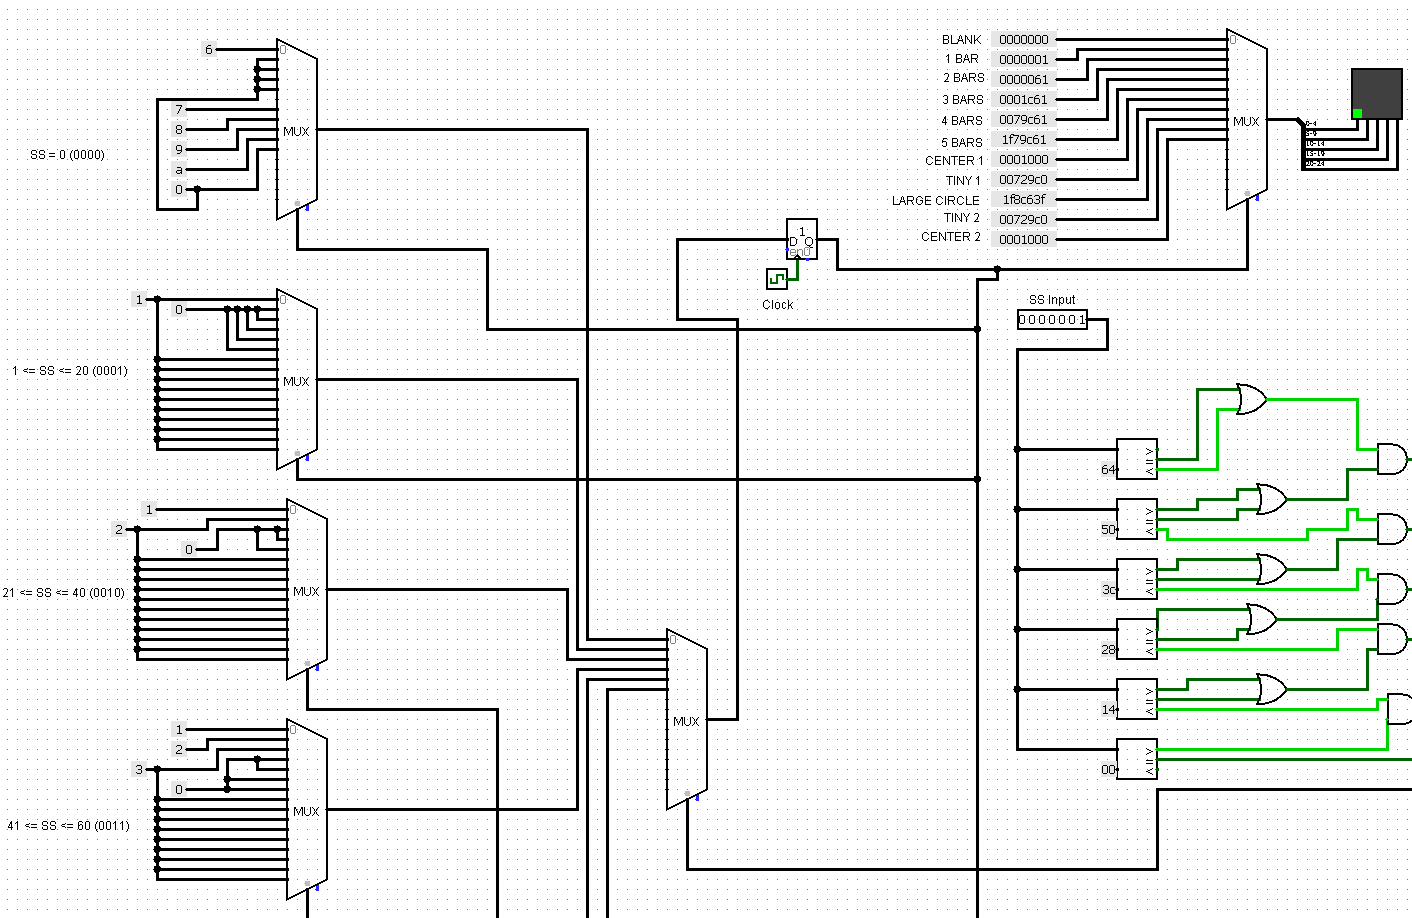 6
0
7
8
9
a
0
MUX
SS = 0 (0000)
BLANK 0000000
1 BAR 0000001
2 BARS 0000061
3 BARS 0001c61
4 BARS 0079c61
5 BARS 1f79c61
CENTER 1 0001000
TINY 1 00729c0
LARGE CIRCLE 1f8c63f
TINY 2 00729c0
CENTER 2 0001000
0
MUX
0-4
5-9
10-14
15-19
20-24
1
D Q
en 0
Clock
SS Input
0000001
1
0
0
MUX
1 <= SS <= 20 (0001)
1
0
2
0
MUX
21 <= SS <= 40 (0010)
1
0
2
3
0
MUX
41 <= SS <= 60 (0011)
0
MUX
>
=
<
64
>
=
<
50
>
=
<
3c
>
=
<
28
>
=
<
14
>
=
<
00